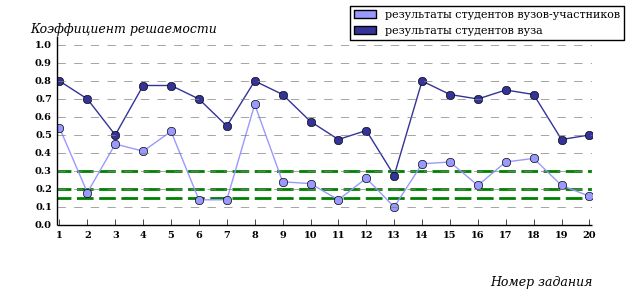 Коэффициент решаемости
результаты студентов вузов-участников
результаты студентов вуза
1.0
0.9
0.8
0.7
0.6
0.5
0.4
0.3
0.2
0.1
0.0
1 2 3 4 5 6 7 8 9 10 11 12 13 14 15 16 17 18 19 20
Номер задания